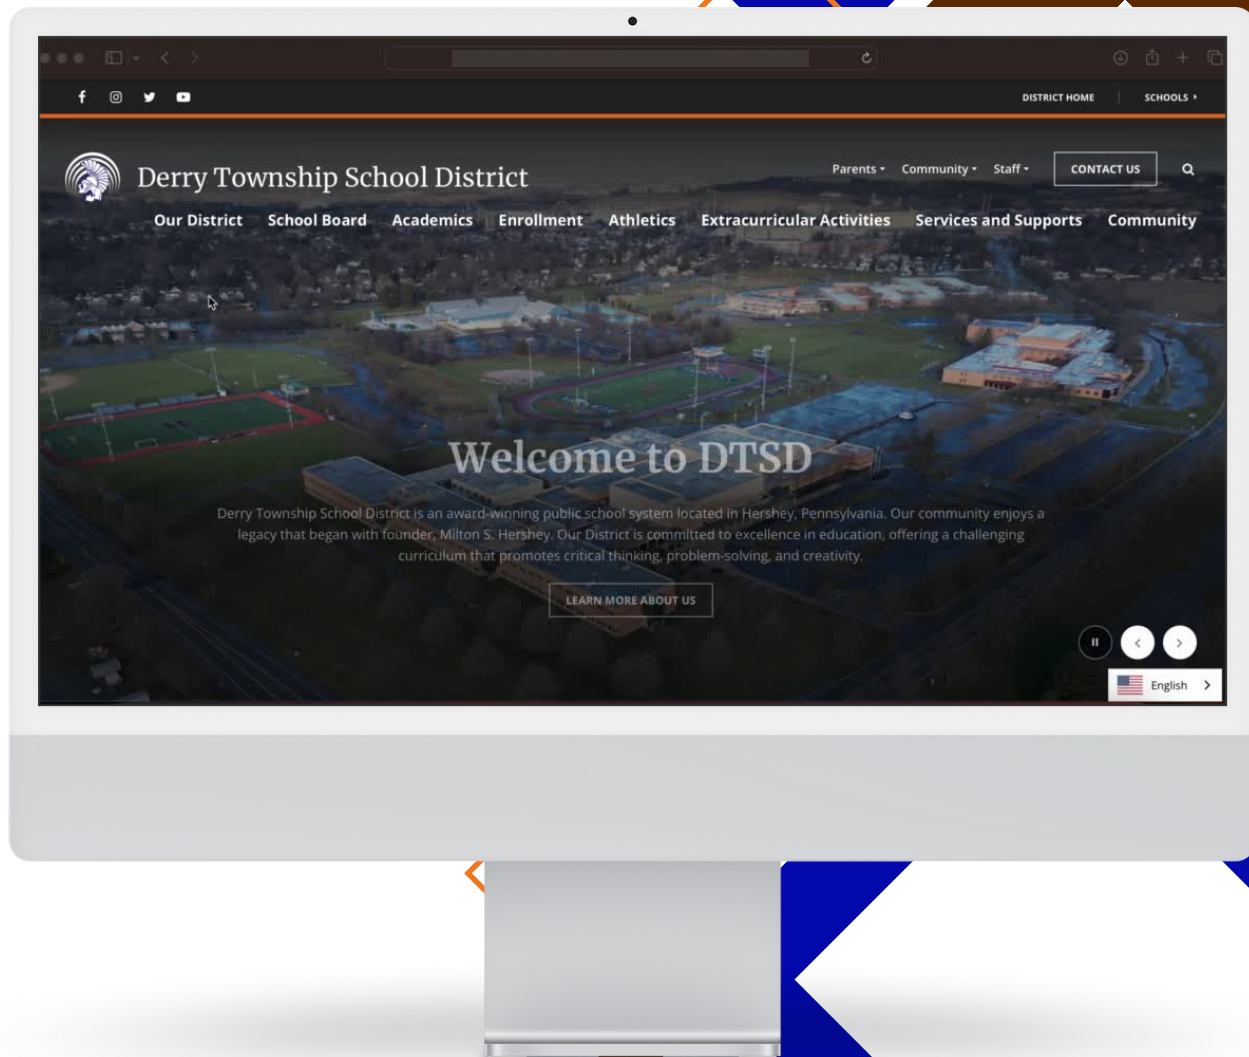 DISTRICT HOME
SCHOOLS
Derry Township School District
Parents
Community
Staff
CONTACT US
Our District
School Board
Academics
Enrollment
Athletics
Extracurricular Activities
Services and Supports
Community
Welcome to DTSD
Derry Township School District is an award-winning public school system located in Hershey, Pennsylvania. Our community enjoys a
legacy that began with founder, Milton S. Hershey. Our District is committed to excellence in education, offering a challenging
curriculum that promotes critical thinking, problem-solving, and creativity.
LEARN MORE ABOUT US
English